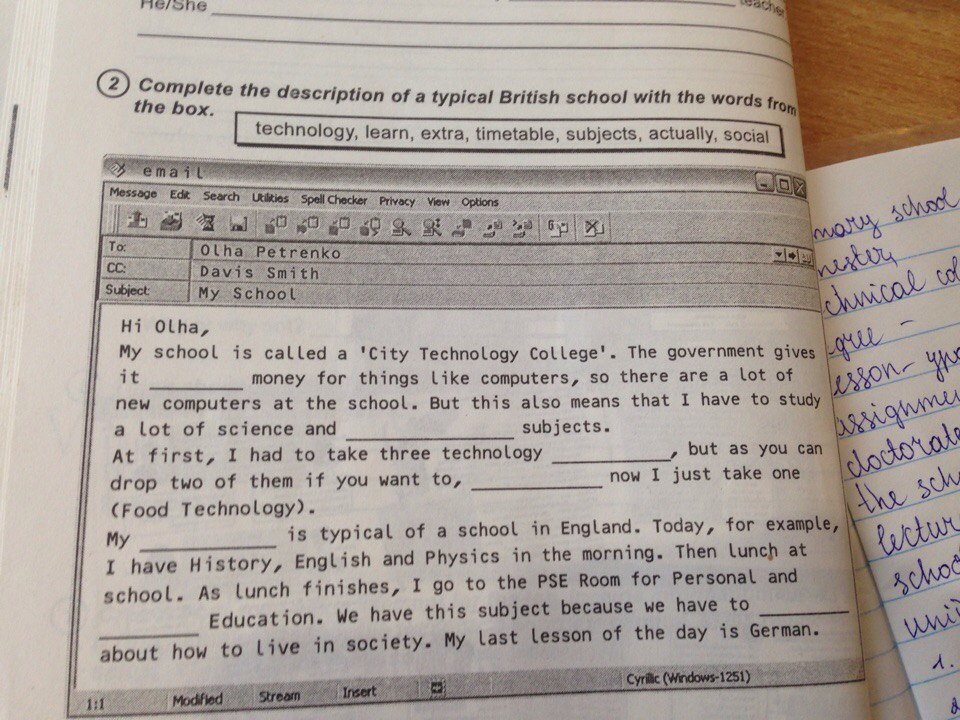 He/She
teacher
2 Complete the description of a typical British school with the words from
the box.
technology, learn, extra, timetable, subjects, actually, social
email
Message Edit Search Utilities Spell Checker Privacy View Options
To: Olha Petrenko
CC: Davis Smith
Subject: My School
Hi Olha,
My school is called a 'City Technology College'. The government gives
it ________ money for things like computers, so there are a lot of
new computers at the school. But this also means that I have to study
a lot of science and ______________ subjects.
At first, I had to take three technology __________, but as you can
drop two of them if you want to, ___________ now I just take one
(Food Technology).
My ____________ is typical of a school in England. Today, for example,
I have History, English and Physics in the morning. Then lunch at
school. As lunch finishes, I go to the PSE Room for Personal and
_________ Education. We have this subject because we have to ________
about how to live in society. My last lesson of the day is German.
1:1 Modified Stream Insert Cyrillic (Windows-1251)
mary school
nester,
chnical col
gree -
esson - уро
assignme
doctorate
the sch
lectur
schoo
uni
1.